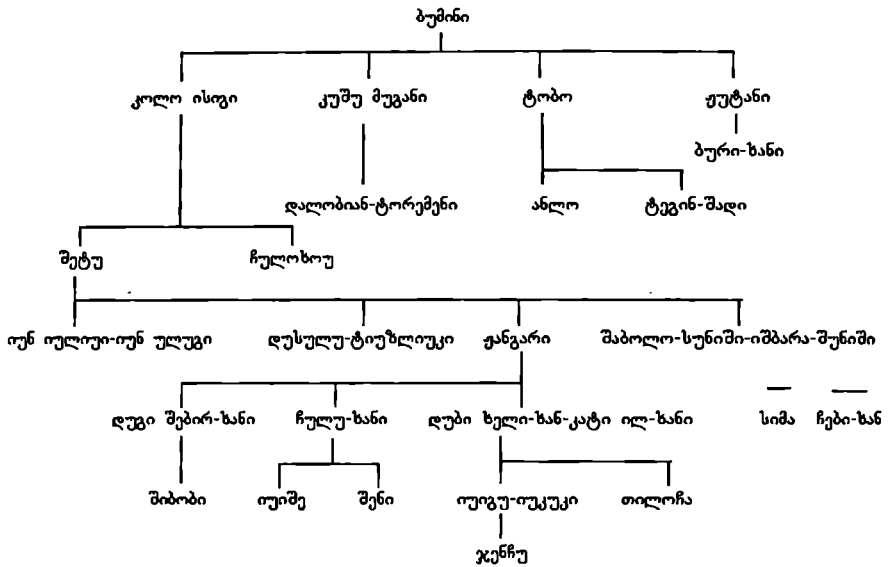 ბუმინი
კოლო ისიგი კუშუ მუგანი ტობო ჟუტანი
ბური-ხანი
დალობიან-ტორემენი ანლო ტეგინ-შადი
შეტუ ჩულოხოუ
იუნ იულიუი-იუნ ულუგი დუსულუ-ტიუზლიუკი ჟანგარი შაბოლო-სუნიში-იშბარა-შუნიში
დუგი შებირ-ხანი ჩულუ-ხანი დუბი ხელი-ხან-კატი ილ-ხანი სიმა ჩები-ხან
შიბობი იუიშე შენი იუიგუ-იუკუკი თილოჩა
ჯენჩუ